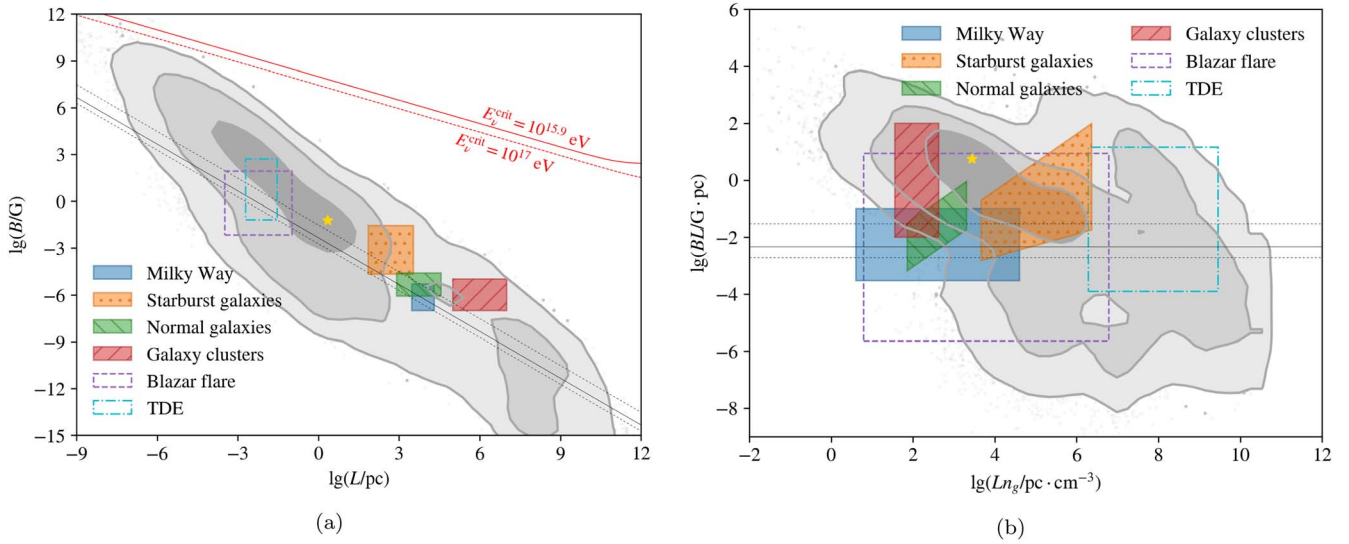 12
9
6
3
0
−3
−6
−9
−12
−15
lg(B/G)
E_ν^crit = 10^15.9 eV
E_ν^crit = 10^17 eV
Milky Way
Starburst galaxies
Normal galaxies
Galaxy clusters
Blazar flare
TDE
−9 −6 −3 0 3 6 9 12
lg(L/pc)
(a)
6
4
2
0
−2
−4
−6
−8
lg(BL/G · pc)
Milky Way
Starburst galaxies
Normal galaxies
Galaxy clusters
Blazar flare
TDE
−2 0 2 4 6 8 10 12
lg(Ln_g/pc · cm^−3)
(b)